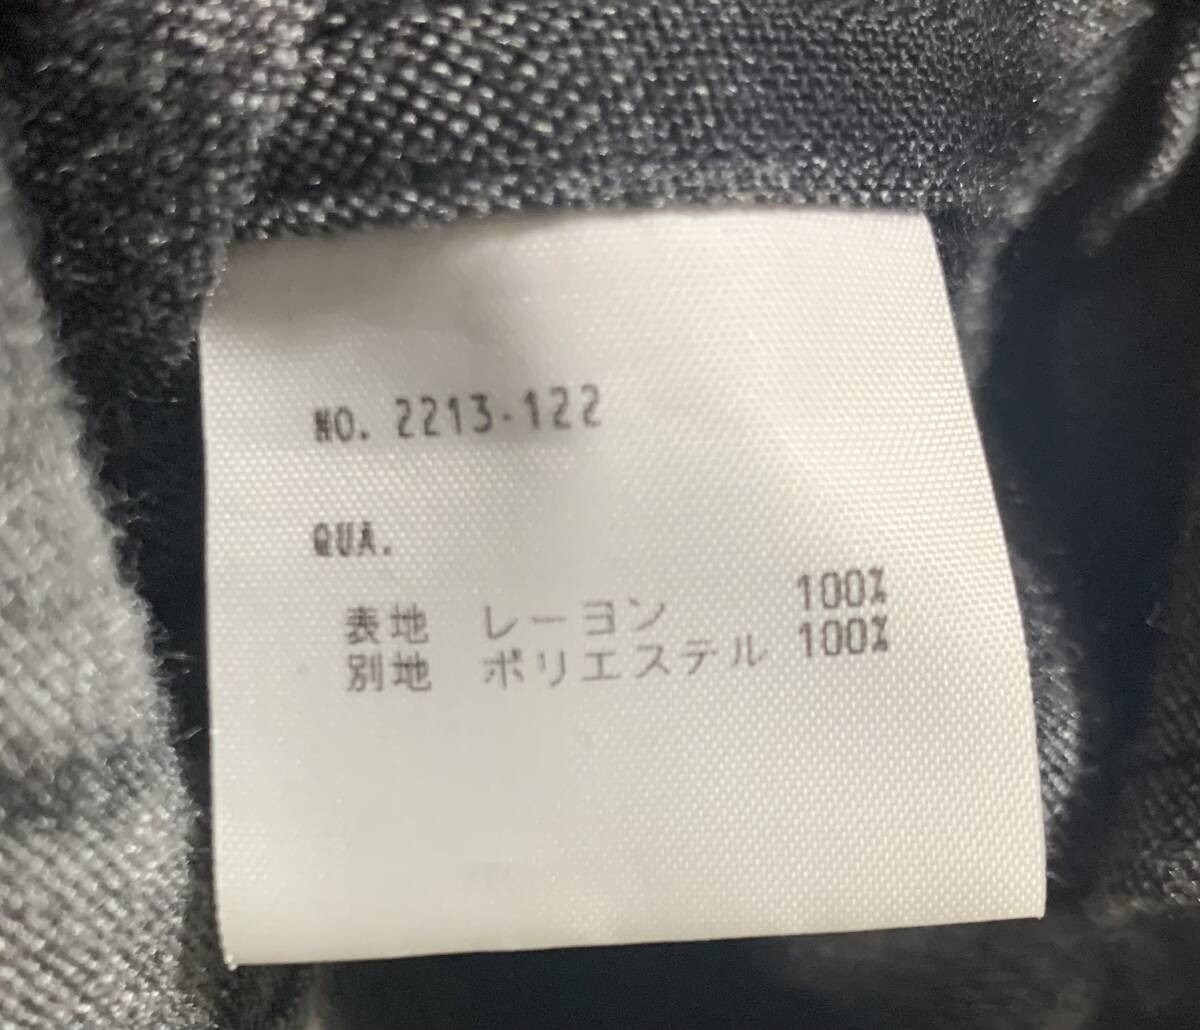 NO. 2213-122
QUA.
表地 レーヨン 100%
別地 ポリエステル 100%